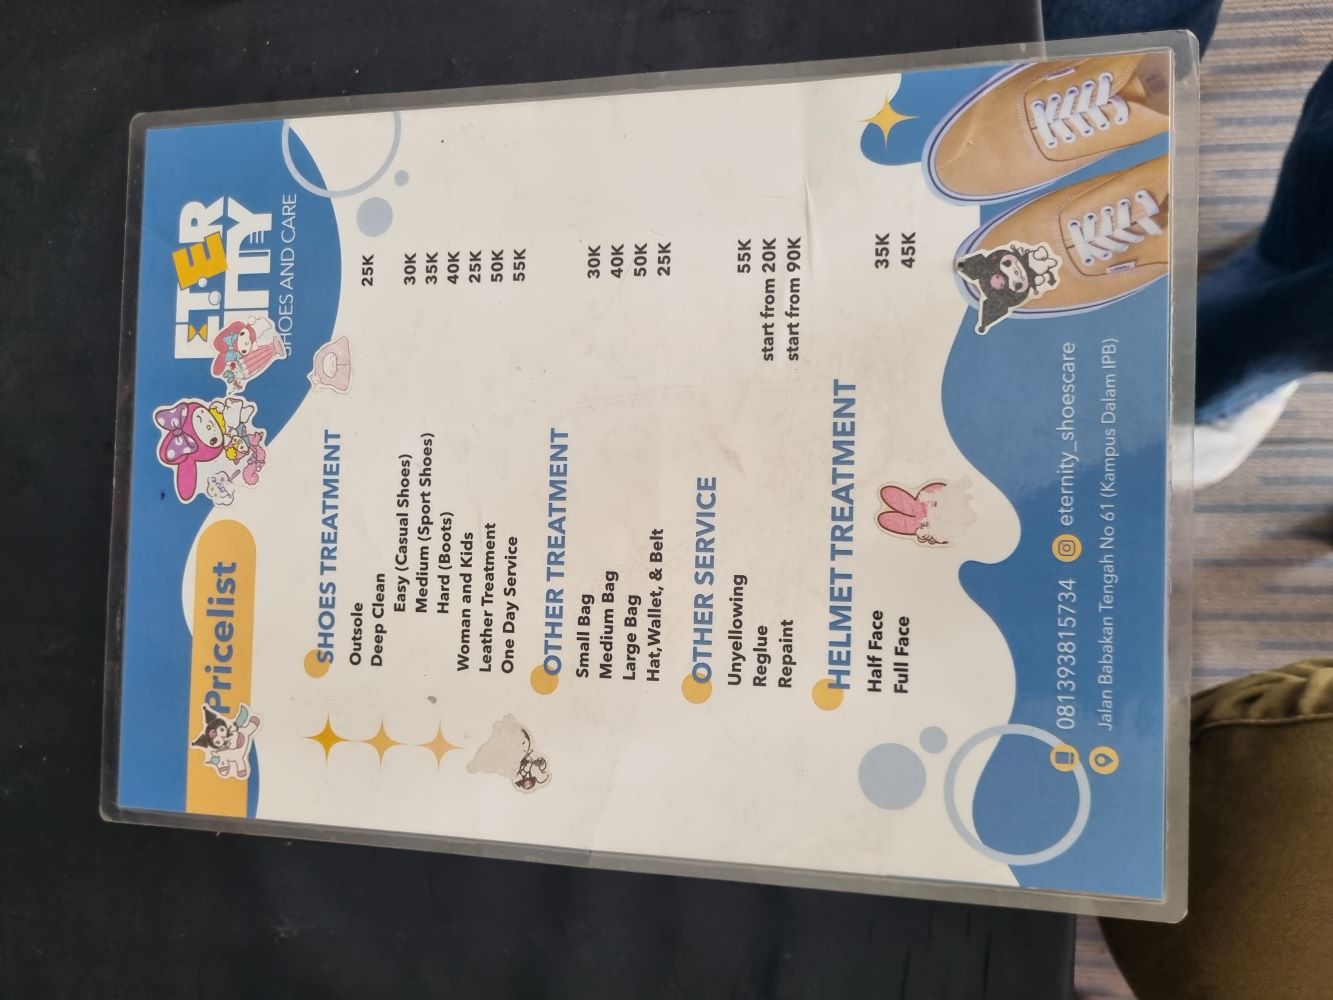 Pricelist
ETER
NITY
SHOES AND CARE
Love
SHOES TREATMENT
Outsole 25K
Deep Clean
Easy (Casual Shoes) 30K
Medium (Sport Shoes) 35K
Hard (Boots) 40K
Woman and Kids 25K
Leather Treatment 50K
One Day Service 55K
OTHER TREATMENT
Small Bag 30K
Medium Bag 40K
Large Bag 50K
Hat,Wallet, & Belt 25K
OTHER SERVICE
Unyellowing 55K
Reglue start from 20K
Repaint start from 90K
HELMET TREATMENT
Half Face 35K
Full Face 45K
081393815734 eternity_shoescare
Jalan Babakan Tengah No 61 (Kampus Dalam IPB)